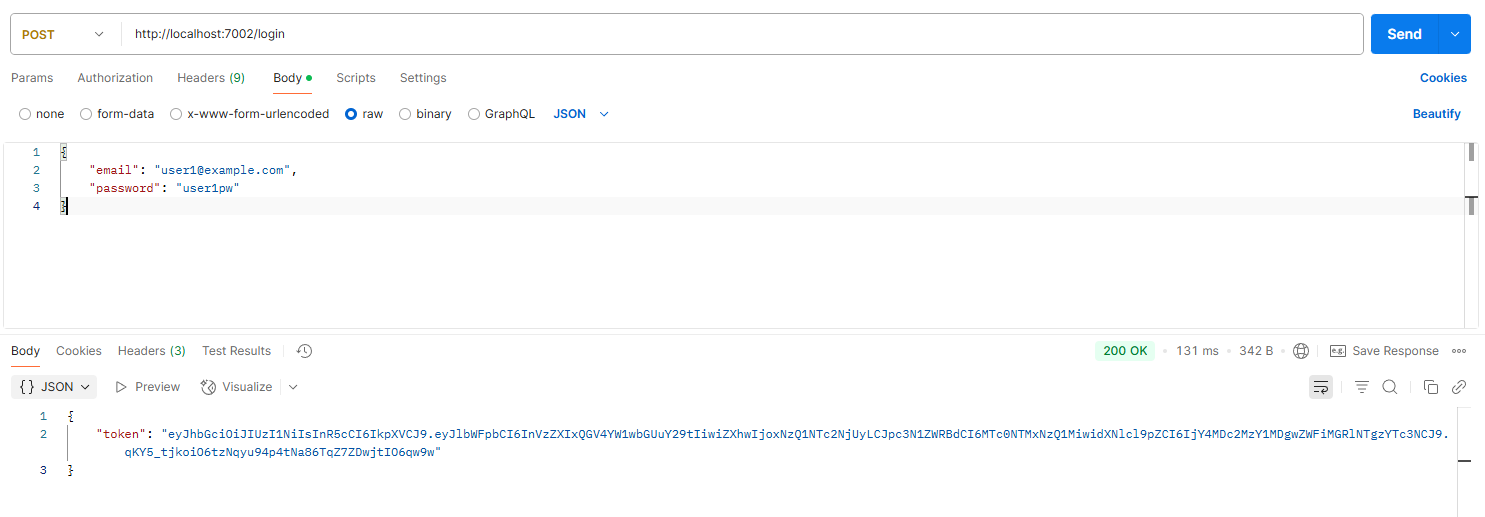 POST http://localhost:7002/login Send
Params Authorization Headers (9) Body Scripts Settings Cookies
none form-data x-www-form-urlencoded raw binary GraphQL JSON Beautify
1 {
2 "email": "user1@example.com",
3 "password": "user1pw"
4 }
Body Cookies Headers (3) Test Results 200 OK • 131 ms • 342 B • e.g. Save Response
{} JSON Preview Visualize
1 {
2 "token": "eyJhbGciOiJIUzI1NiIsInR5cCI6IkpXVCJ9.eyJlbWFpbCI6InVzZXIxQGV4YW1wbGUuY29tIiwiZXhwIjoxNzQ1NTc2NjUyLCJpc3N1ZWRBdCI6MTc0NTMxNzQ1MiwidXNlcl9pZCI6IjY4MDc2MzY1MDgwZWFiMGRlNTgzYTc3NCJ9.
qKY5_tjkoiO6tzNqyu94p4tNa86TqZ7ZDwjtIO6qw9w"
3 }